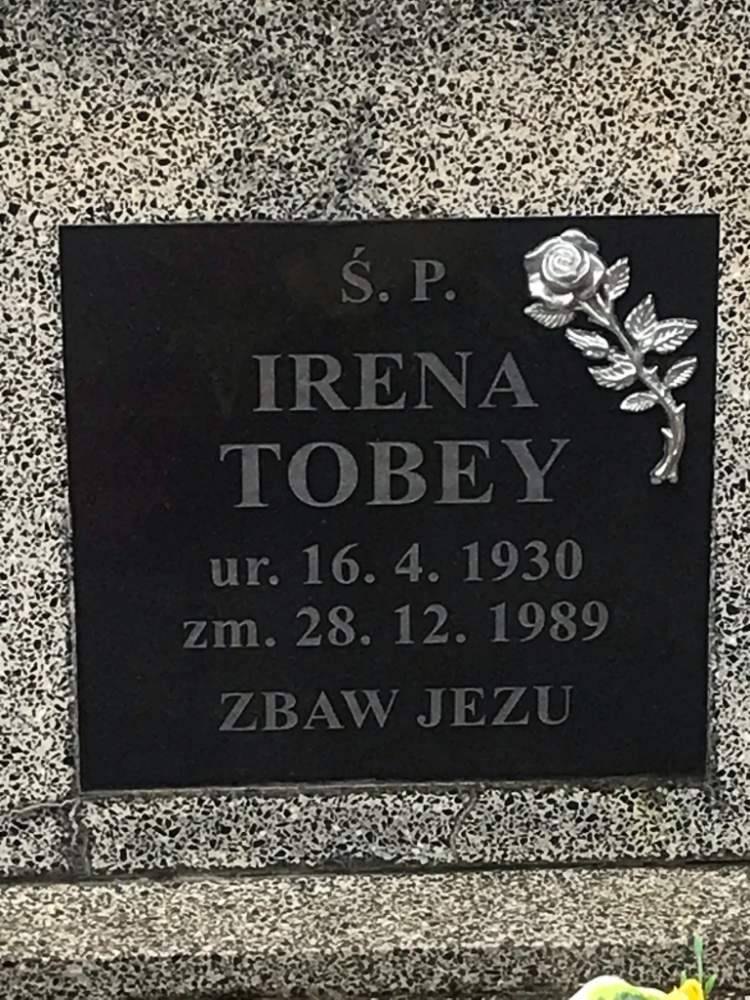 Ś. P.
IRENA
TOBEY
ur. 16. 4. 1930
zm. 28. 12. 1989
ZBAW JEZU